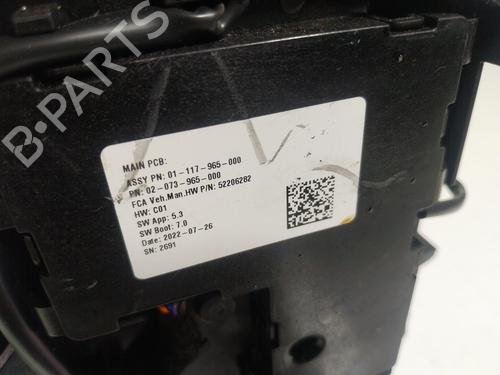 MAIN PCB:
ASSY PN: 01-117-965-000
PN: 02-073-965-000
FCA Veh.Man.HW P/N: 52206282
HW: C01
SW App: 5.3
SW Boot: 7.0
Date: 2022-07-26
SN: 2691
B-PARTS